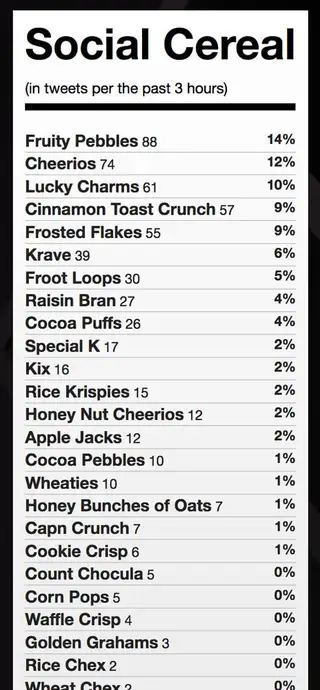 Social Cereal
(in tweets per the past 3 hours)
Fruity Pebbles 88 14%
Cheerios 74 12%
Lucky Charms 61 10%
Cinnamon Toast Crunch 57 9%
Frosted Flakes 55 9%
Krave 39 6%
Froot Loops 30 5%
Raisin Bran 27 4%
Cocoa Puffs 26 4%
Special K 17 2%
Kix 16 2%
Rice Krispies 15 2%
Honey Nut Cheerios 12 2%
Apple Jacks 12 2%
Cocoa Pebbles 10 1%
Wheaties 10 1%
Honey Bunches of Oats 7 1%
Capn Crunch 7 1%
Cookie Crisp 6 1%
Count Chocula 5 0%
Corn Pops 5 0%
Waffle Crisp 4 0%
Golden Grahams 3 0%
Rice Chex 2 0%
Wheat Chex 2 0%